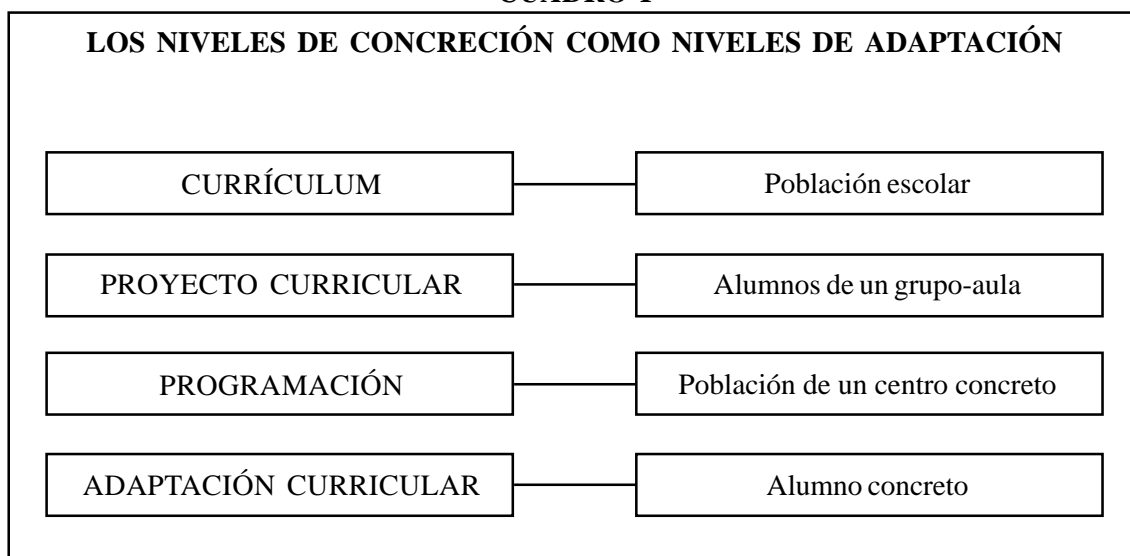 LOS NIVELES DE CONCRECIÓN COMO NIVELES DE ADAPTACIÓN
CURRÍCULUM Población escolar
PROYECTO CURRICULAR Alumnos de un grupo-aula
PROGRAMACIÓN Población de un centro concreto
ADAPTACIÓN CURRICULAR Alumno concreto